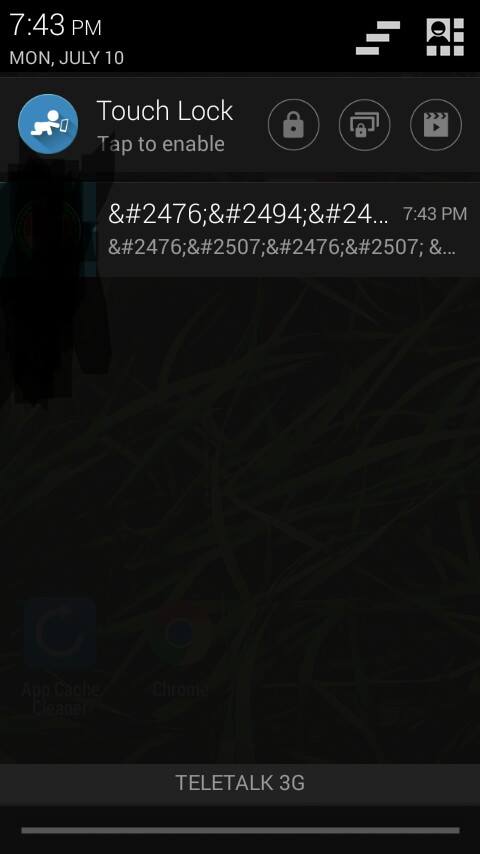 7:43 PM
MON, JULY 10
Touch Lock
Tap to enable
&#2476;&#2494;&#24... 7:43 PM
&#2476;&#2507;&#2476;&#2507; &...
App Cache
Cleaner
Chrome
TELETALK 3G